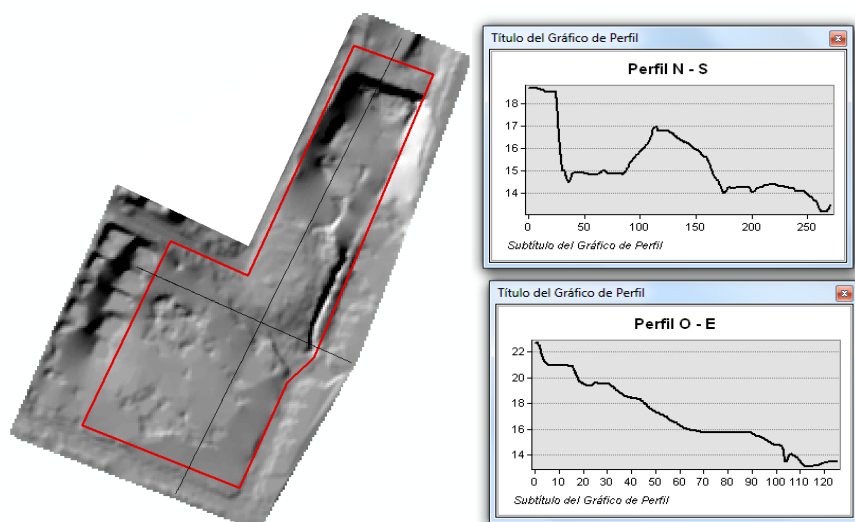 Título del Gráfico de Perfil
Perfil N - S
18
17
16
15
14
0 50 100 150 200 250
Subtítulo del Gráfico de Perfil
Título del Gráfico de Perfil
Perfil O - E
22
20
18
16
14
0 10 20 30 40 50 60 70 80 90 100 110 120
Subtítulo del Gráfico de Perfil